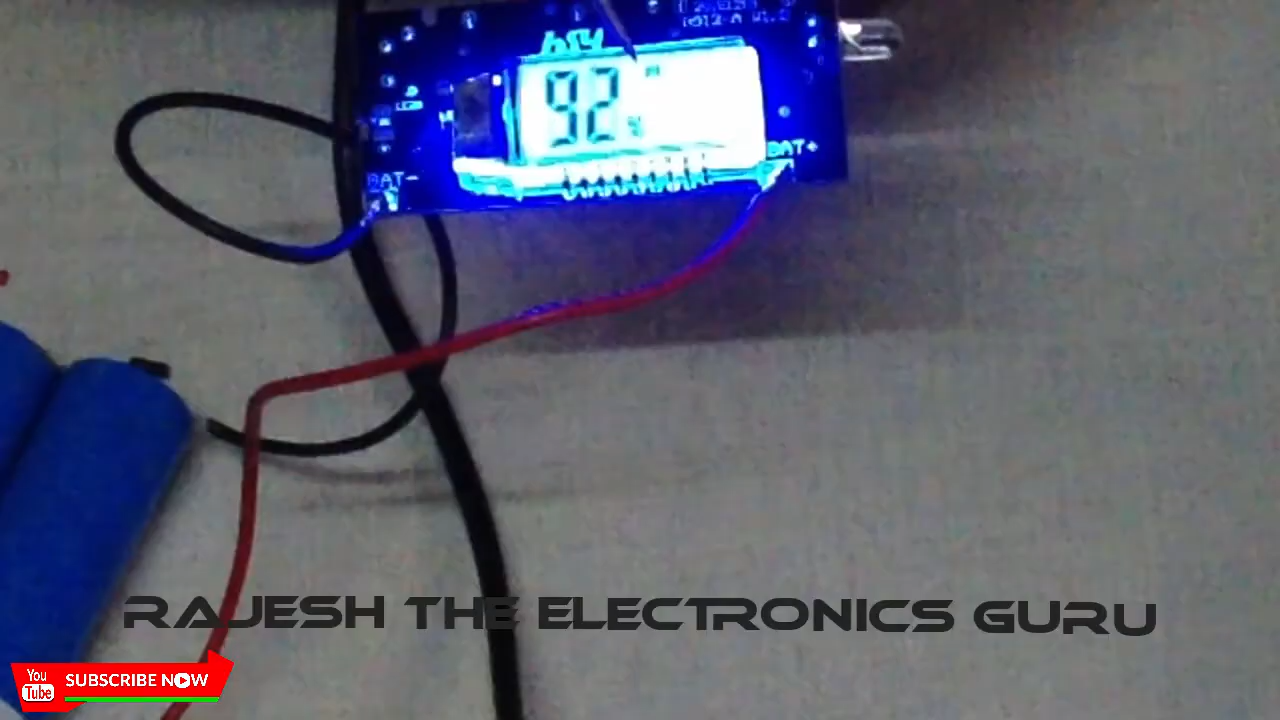 92
%
BAT-
BAT+
RAJESH THE ELECTRONICS GURU
You
Tube
SUBSCRIBE NOW